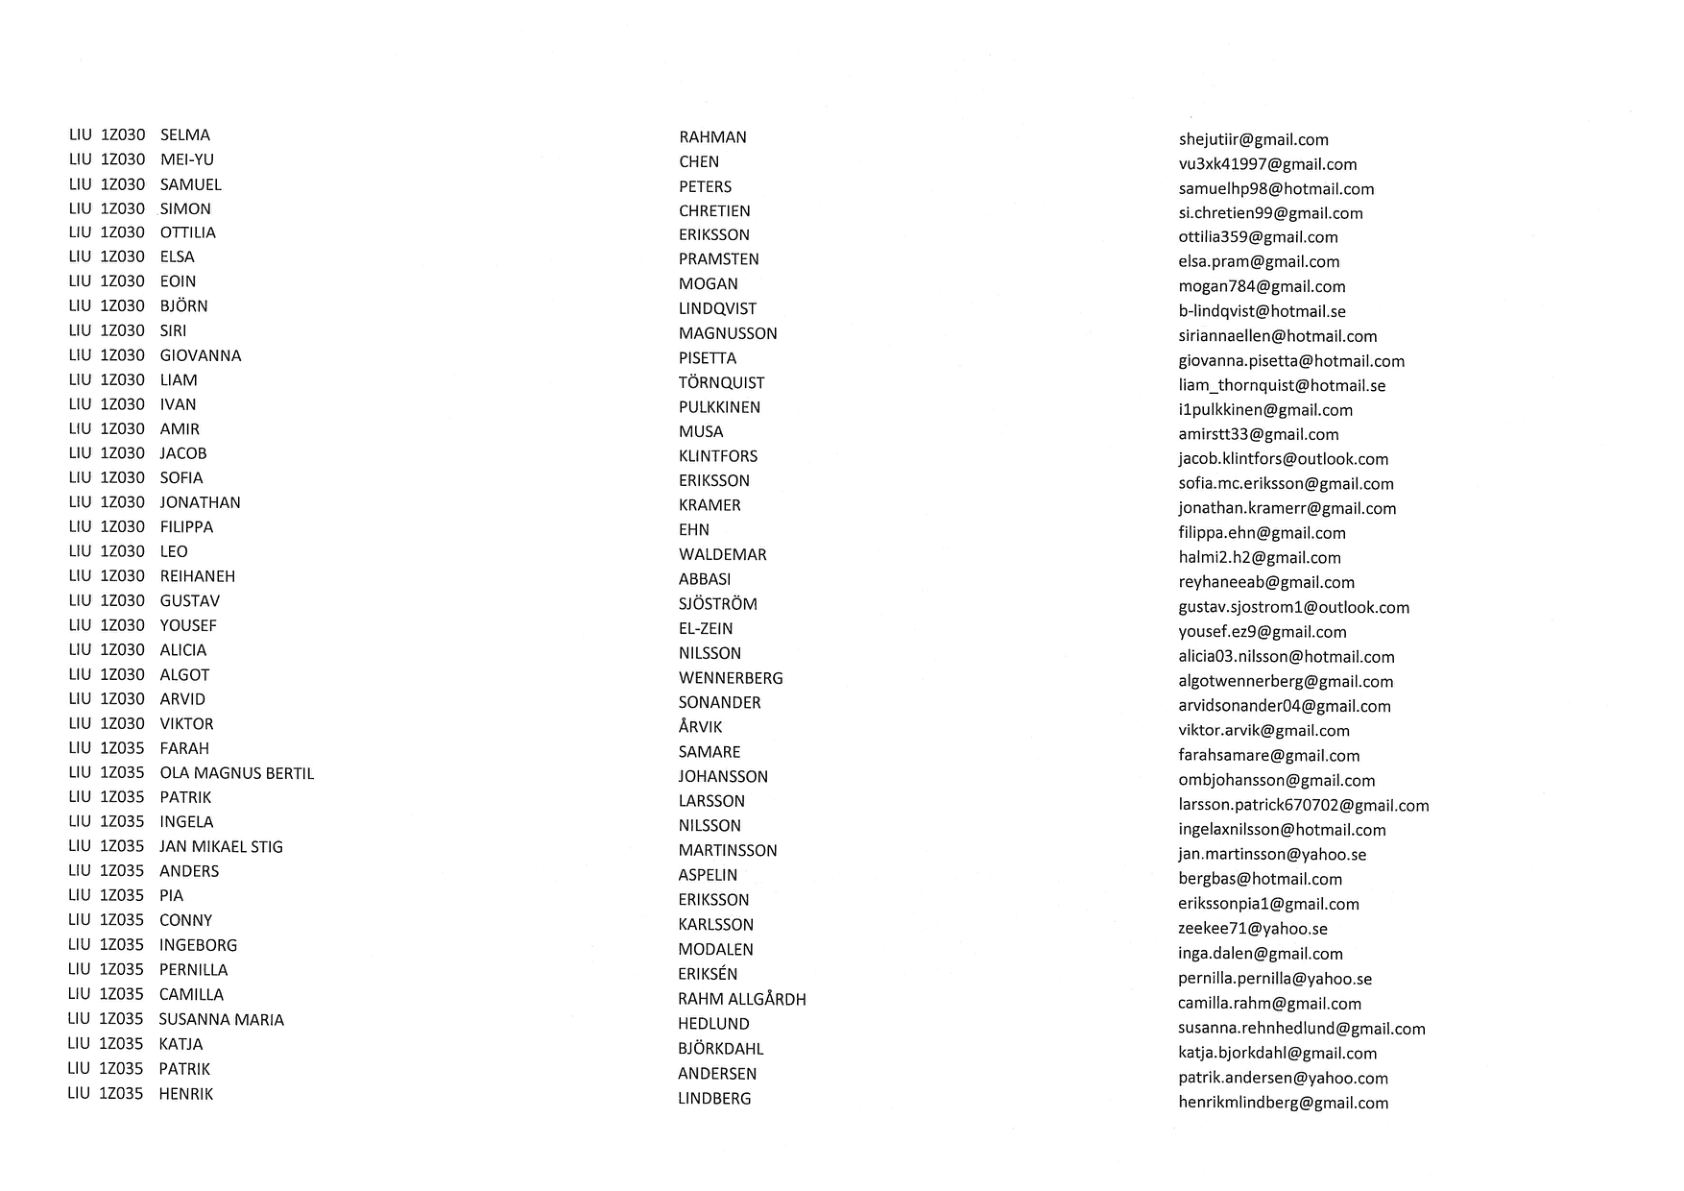 LIU 1Z030 SELMA RAHMAN shejutiir@gmail.com
LIU 1Z030 MEI-YU CHEN vu3xk41997@gmail.com
LIU 1Z030 SAMUEL PETERS samuelhp98@hotmail.com
LIU 1Z030 SIMON CHRETIEN si.chretien99@gmail.com
LIU 1Z030 OTTILIA ERIKSSON ottilia359@gmail.com
LIU 1Z030 ELSA PRAMSTEN elsa.pram@gmail.com
LIU 1Z030 EOIN MOGAN mogan784@gmail.com
LIU 1Z030 BJÖRN LINDQVIST b-lindqvist@hotmail.se
LIU 1Z030 SIRI MAGNUSSON siriannaellen@hotmail.com
LIU 1Z030 GIOVANNA PISETTA giovanna.pisetta@hotmail.com
LIU 1Z030 LIAM TÖRNQUIST liam_thornquist@hotmail.se
LIU 1Z030 IVAN PULKKINEN i1pulkkinen@gmail.com
LIU 1Z030 AMIR MUSA amirstt33@gmail.com
LIU 1Z030 JACOB KLINTFORS jacob.klintfors@outlook.com
LIU 1Z030 SOFIA ERIKSSON sofia.mc.eriksson@gmail.com
LIU 1Z030 JONATHAN KRAMER jonathan.kramerr@gmail.com
LIU 1Z030 FILIPPA EHN filippa.ehn@gmail.com
LIU 1Z030 LEO WALDEMAR halmi2.h2@gmail.com
LIU 1Z030 REIHANEH ABBASI reyhaneeab@gmail.com
LIU 1Z030 GUSTAV SJÖSTRÖM gustav.sjostrom1@outlook.com
LIU 1Z030 YOUSEF EL-ZEIN yousef.ez9@gmail.com
LIU 1Z030 ALICIA NILSSON alicia03.nilsson@hotmail.com
LIU 1Z030 ALGOT WENNERBERG algotwennerberg@gmail.com
LIU 1Z030 ARVID SONANDER arvidsonander04@gmail.com
LIU 1Z030 VIKTOR ÅRVIK viktor.arvik@gmail.com
LIU 1Z035 FARAH SAMARE farahsamare@gmail.com
LIU 1Z035 OLA MAGNUS BERTIL JOHANSSON ombjohansson@gmail.com
LIU 1Z035 PATRIK LARSSON larsson.patrick670702@gmail.com
LIU 1Z035 INGELA NILSSON ingelaxnilsson@hotmail.com
LIU 1Z035 JAN MIKAEL STIG MARTINSSON jan.martinsson@yahoo.se
LIU 1Z035 ANDERS ASPELIN bergbas@hotmail.com
LIU 1Z035 PIA ERIKSSON erikssonpia1@gmail.com
LIU 1Z035 CONNY KARLSSON zeekee71@yahoo.se
LIU 1Z035 INGEBORG MODALEN inga.dalen@gmail.com
LIU 1Z035 PERNILLA ERIKSÉN pernilla.pernilla@yahoo.se
LIU 1Z035 CAMILLA RAHM ALLGÅRDH camilla.rahm@gmail.com
LIU 1Z035 SUSANNA MARIA HEDLUND susanna.rehnhedlund@gmail.com
LIU 1Z035 KATJA BJÖRKDAHL katja.bjorkdahl@gmail.com
LIU 1Z035 PATRIK ANDERSEN patrik.andersen@yahoo.com
LIU 1Z035 HENRIK LINDBERG henrikmlindberg@gmail.com